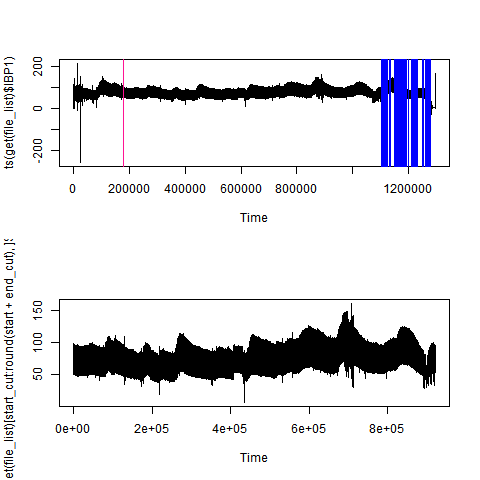 ts(get(file_list)$IBP1)
200
0
-200
0
200000
400000
600000
800000
1200000
Time
et(file_list)[start_cut:round(start + end_cut), ]$
150
100
50
0e+00
2e+05
4e+05
6e+05
8e+05
Time